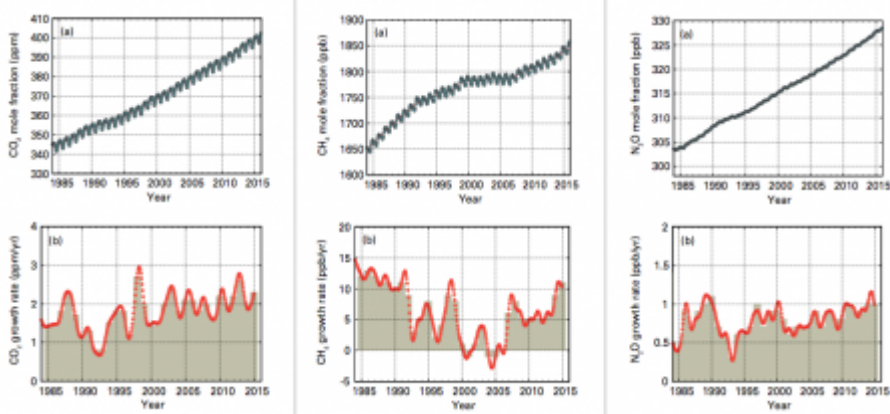 (a)
CO₂ mole fraction (ppm)
410
400
390
380
370
360
350
340
330
1985 1990 1995 2000 2005 2010 2015
Year
(a)
CH₄ mole fraction (ppb)
1900
1850
1800
1750
1700
1650
1600
1985 1990 1995 2000 2005 2010 2015
Year
(a)
N₂O mole fraction (ppb)
330
325
320
315
310
305
300
1985 1990 1995 2000 2005 2010 2015
Year
(b)
CO₂ growth rate (ppm/yr)
4
3
2
1
0
1985 1990 1995 2000 2005 2010 2015
Year
(b)
CH₄ growth rate (ppb/yr)
20
15
10
5
0
-5
1985 1990 1995 2000 2005 2010 2015
Year
(b)
N₂O growth rate (ppb/yr)
2
1.5
1
0.5
0
1985 1990 1995 2000 2005 2010 2015
Year